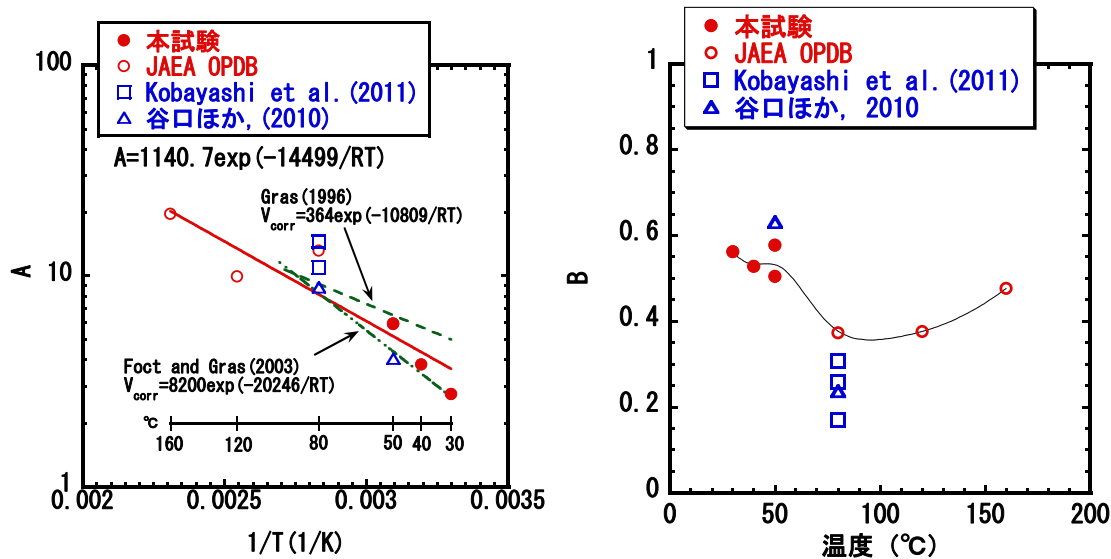 本試験
JAEA OPDB
Kobayashi et al.(2011)
谷口ほか,(2010)
100
10
1
A
A=1140.7exp(-14499/RT)
Gras(1996)
Vcorr=364exp(-10809/RT)
Foct and Gras(2003)
Vcorr=8200exp(-20246/RT)
℃
160 120 80 50 40 30
0.002 0.0025 0.003 0.0035
1/T(1/K)
本試験
JAEA OPDB
Kobayashi et al.(2011)
谷口ほか, 2010
1
0.8
0.6
0.4
0.2
0
B
0 50 100 150 200
温度 (℃)